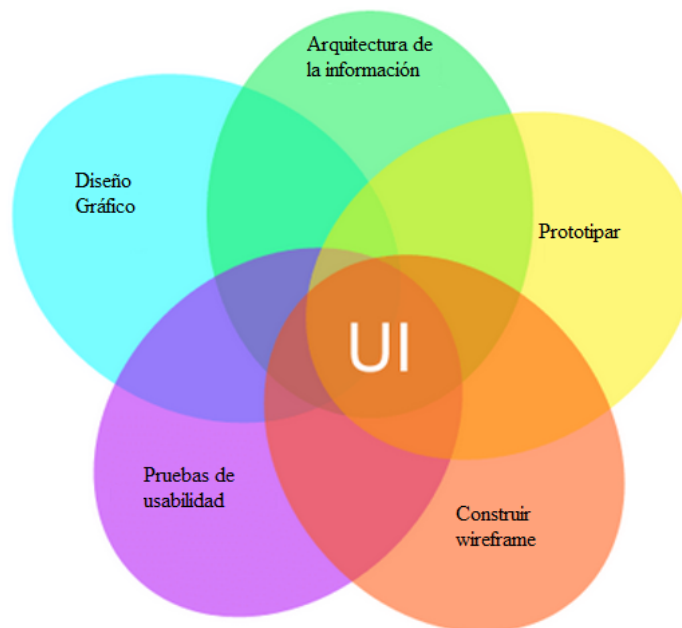 Arquitectura de
la información
Diseño
Gráfico
Prototipar
UI
Pruebas de
usabilidad
Construir
wireframe